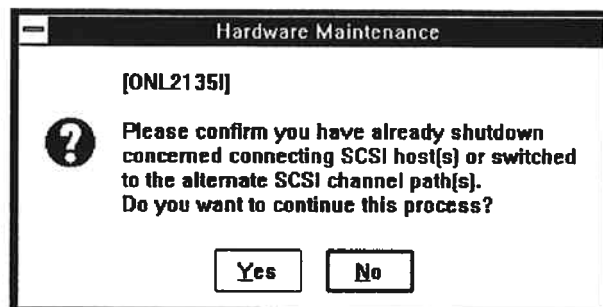 Hardware Maintenance
[ONL2135I]
Please confirm you have already shutdown
concerned connecting SCSI host(s) or switched
to the alternate SCSI channel path(s).
Do you want to continue this process?
Yes
No